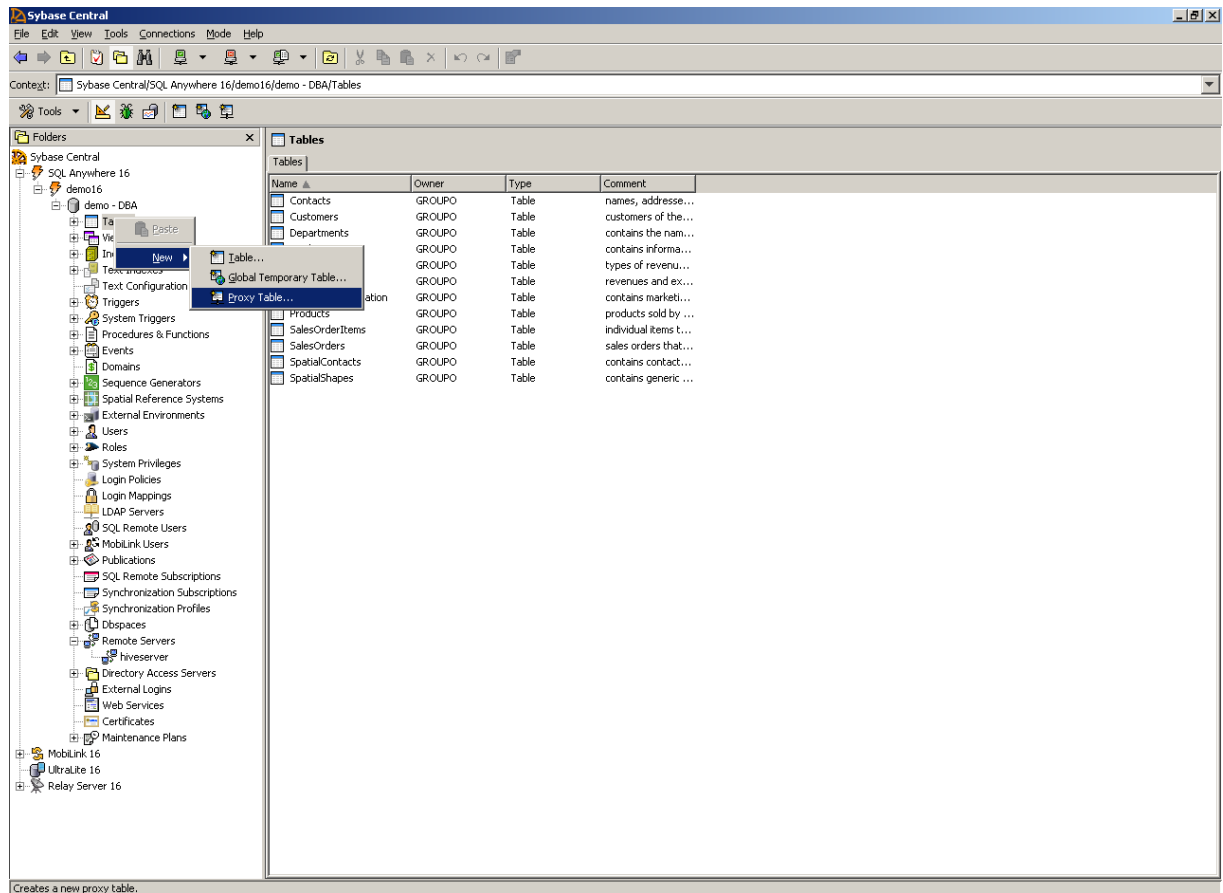 Sybase Central
File Edit View Tools Connections Mode Help
Context: Sybase Central/SQL Anywhere 16/demo16/demo - DBA/Tables
Tools
Folders
Sybase Central
SQL Anywhere 16
demo16
demo - DBA
Text Configuration
Triggers
System Triggers
Procedures & Functions
Events
Domains
Sequence Generators
Spatial Reference Systems
External Environments
Users
Roles
System Privileges
Login Policies
Login Mappings
LDAP Servers
SQL Remote Users
MobiLink Users
Publications
SQL Remote Subscriptions
Synchronization Subscriptions
Synchronization Profiles
Dbspaces
Remote Servers
hiveserver
Directory Access Servers
External Logins
Web Services
Certificates
Maintenance Plans
MobiLink 16
UltraLite 16
Relay Server 16
Paste
New
Table...
Global Temporary Table...
Proxy Table...
Tables
Tables
Name Owner Type Comment
Contacts GROUPO Table names, addresse...
Customers GROUPO Table customers of the...
Departments GROUPO Table contains the nam...
GROUPO Table contains informa...
GROUPO Table types of revenu...
GROUPO Table revenues and ex...
ation GROUPO Table contains marketi...
Products GROUPO Table products sold by ...
SalesOrderItems GROUPO Table individual items t...
SalesOrders GROUPO Table sales orders that...
SpatialContacts GROUPO Table contains contact...
SpatialShapes GROUPO Table contains generic ...
Creates a new proxy table.